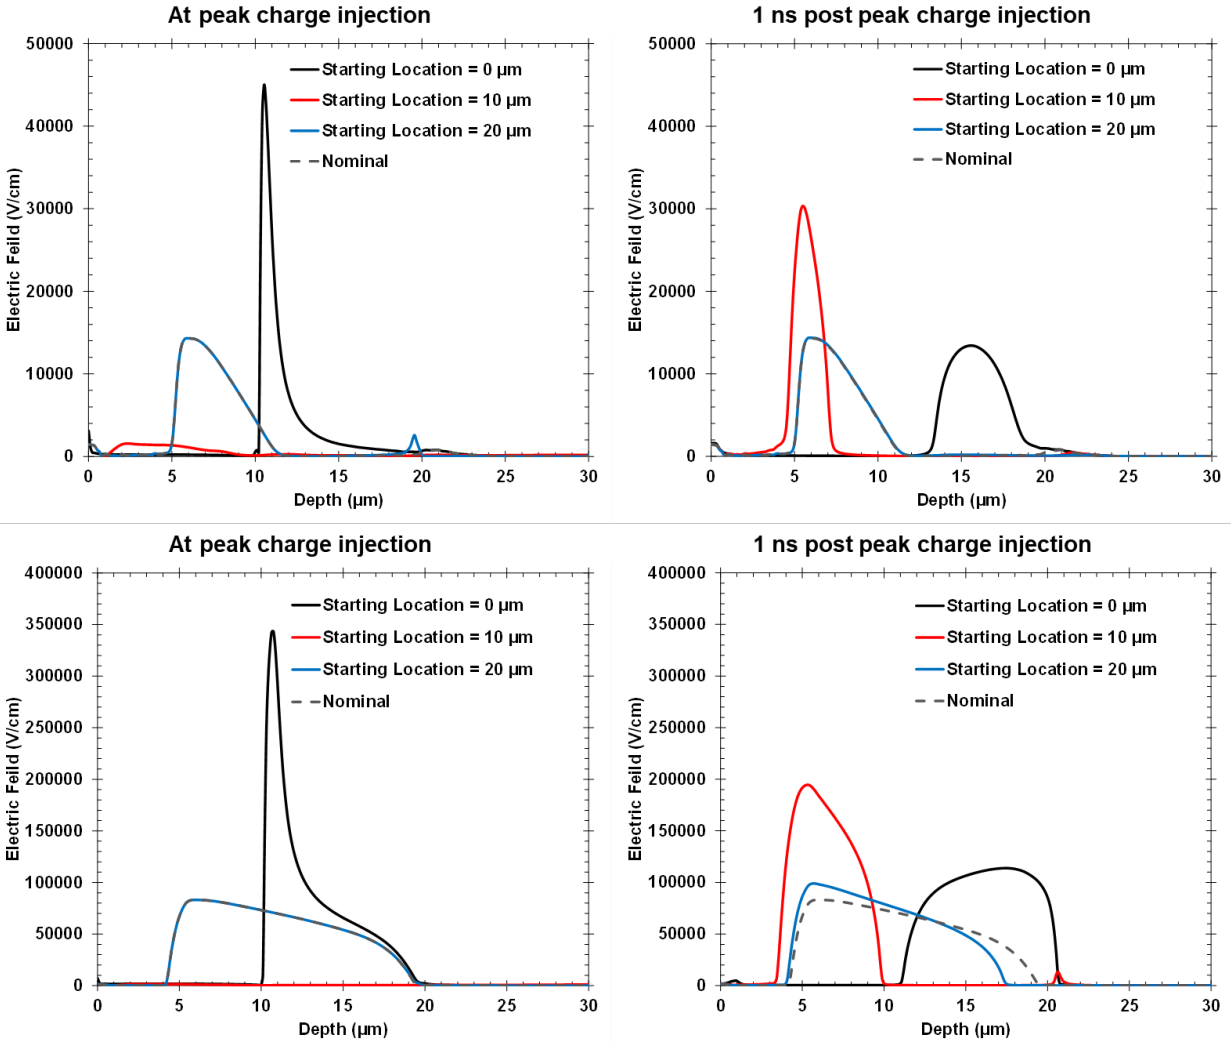 At peak charge injection
50000
40000
30000
20000
10000
0
Electric Feild (V/cm)
Starting Location = 0 µm
Starting Location = 10 µm
Starting Location = 20 µm
Nominal
0 5 10 15 20 25 30
Depth (µm)
1 ns post peak charge injection
50000
40000
30000
20000
10000
0
Electric Feild (V/cm)
Starting Location = 0 µm
Starting Location = 10 µm
Starting Location = 20 µm
Nominal
0 5 10 15 20 25 30
Depth (µm)
At peak charge injection
400000
350000
300000
250000
200000
150000
100000
50000
0
Electric Feild (V/cm)
Starting Location = 0 µm
Starting Location = 10 µm
Starting Location = 20 µm
Nominal
0 5 10 15 20 25 30
Depth (µm)
1 ns post peak charge injection
400000
350000
300000
250000
200000
150000
100000
50000
0
Electric Feild (V/cm)
Starting Location = 0 µm
Starting Location = 10 µm
Starting Location = 20 µm
Nominal
0 5 10 15 20 25 30
Depth (µm)